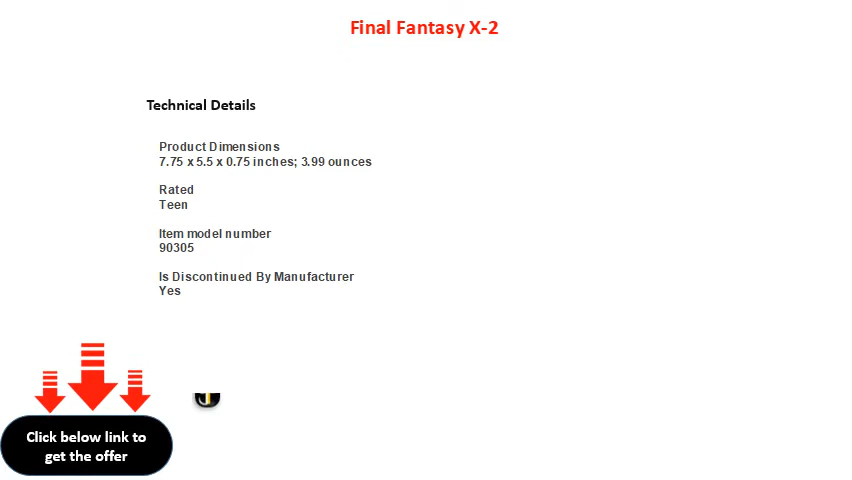 Final Fantasy X-2
Technical Details
Product Dimensions
7.75 x 5.5 x 0.75 inches; 3.99 ounces
Rated
Teen
Item model number
90305
Is Discontinued By Manufacturer
Yes
Click below link to
get the offer